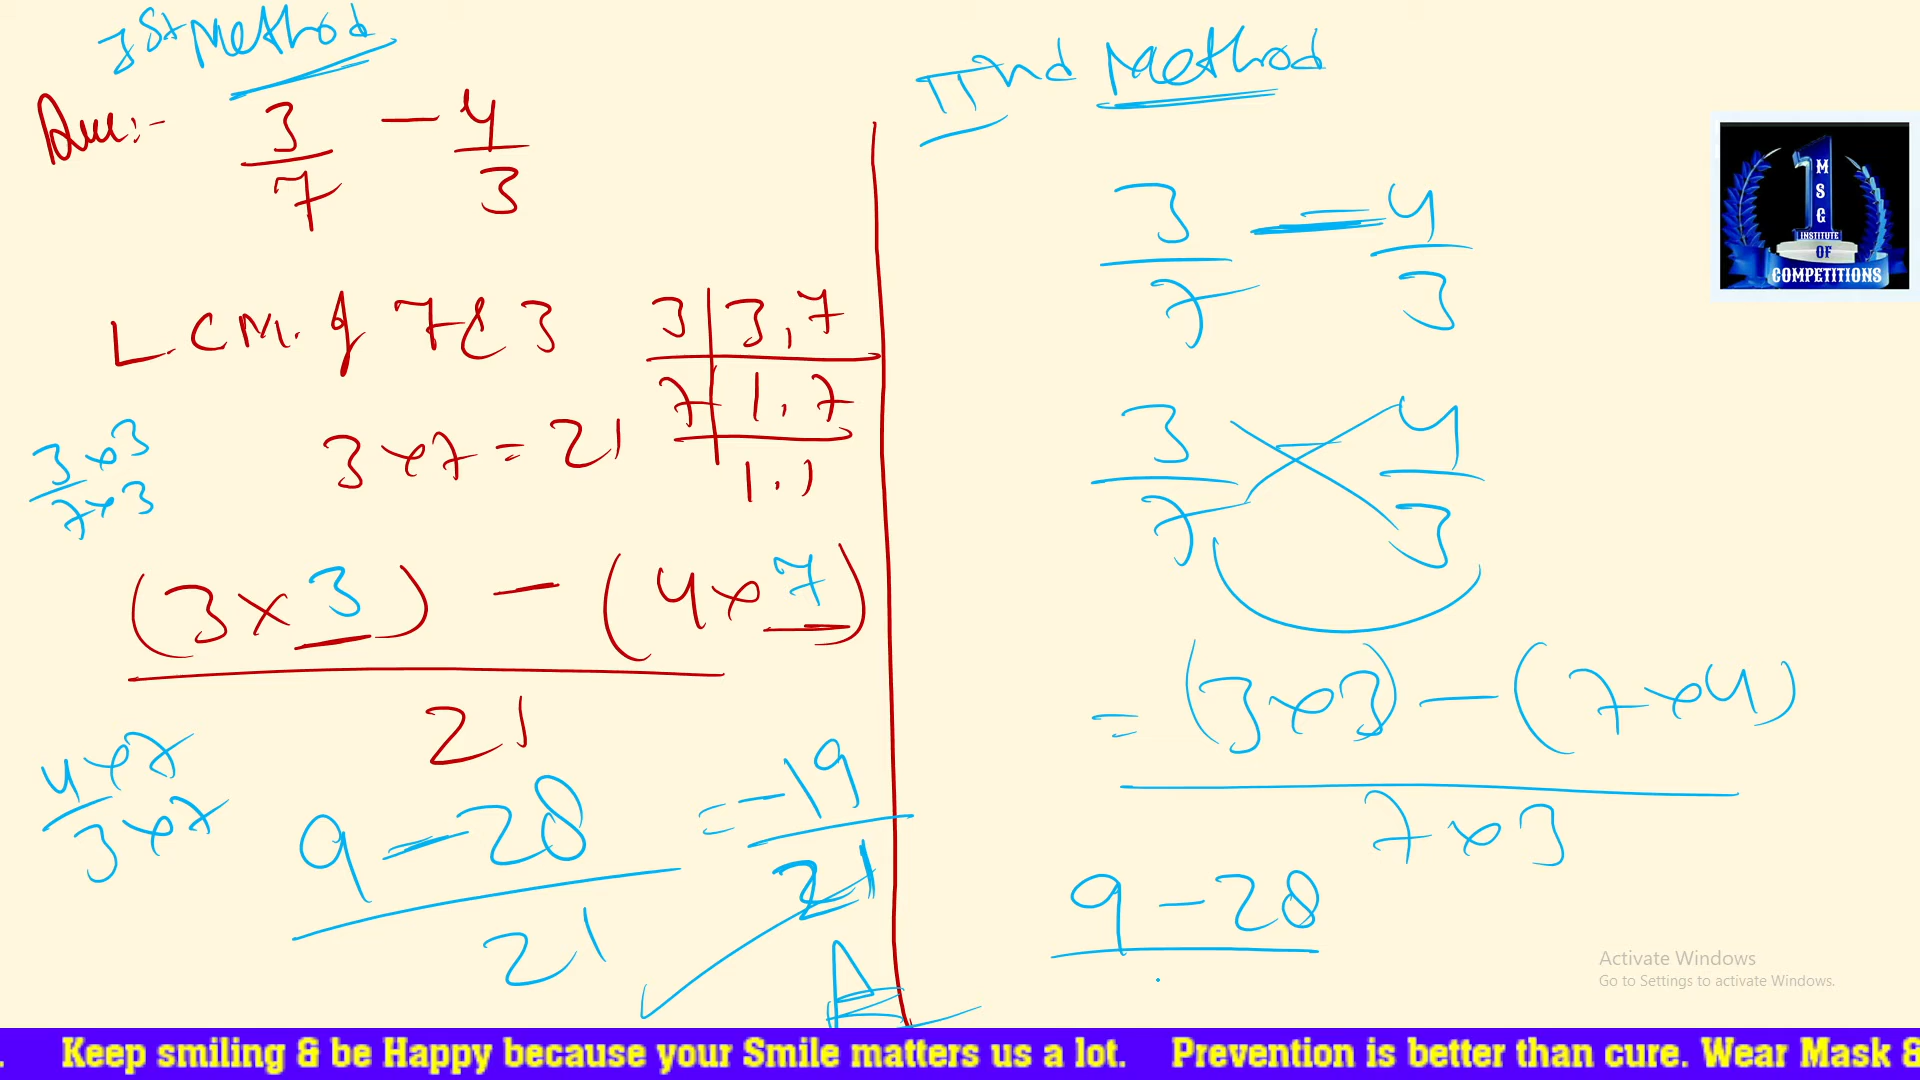 Ist Method
Que:- 3/7 - 4/3
L.C.M. of 7 & 3
3 | 3, 7
7 | 1, 7
1, 1
3 × 7 = 21
3×3/7×3
(3 × 3) - (4 × 7)
21
4×7/3×7
9 - 28/21 = -19/21
A
IInd Method
3/7 - 4/3
3/7 - 4/3
= (3×3) - (7×4)
7×3
9 - 28
MSG
INSTITUTE
OF
COMPETITIONS
Activate Windows
Go to Settings to activate Windows.
. Keep smiling & be Happy because your Smile matters us a lot. Prevention is better than cure. Wear Mask &